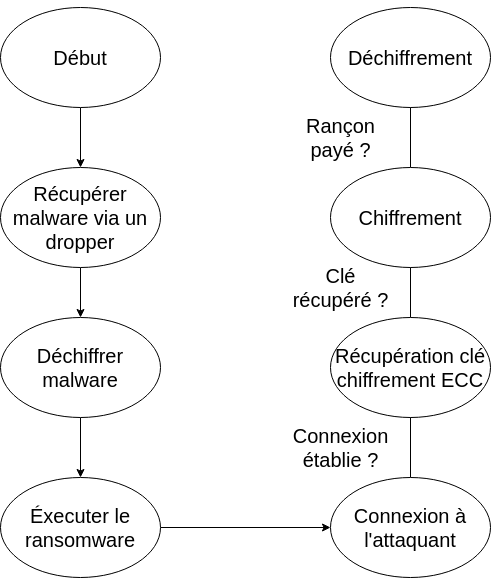 Début
Récupérer
malware via un
dropper
Déchiffrer
malware
Éxecuter le
ransomware
Connexion à
l'attaquant
Connexion
établie ?
Récupération clé
chiffrement ECC
Clé
récupéré ?
Chiffrement
Rançon
payé ?
Déchiffrement